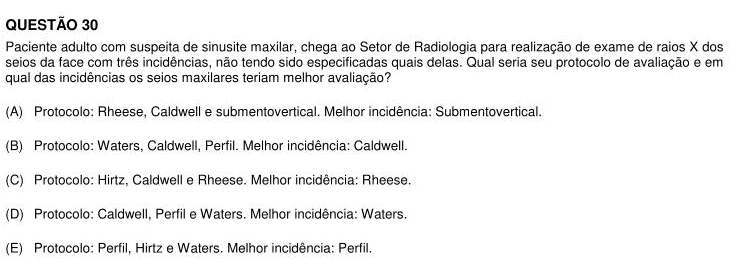 QUESTÃO 30
Paciente adulto com suspeita de sinusite maxilar, chega ao Setor de Radiologia para realização de exame de raios X dos
seios da face com três incidências, não tendo sido especificadas quais delas. Qual seria seu protocolo de avaliação e em
qual das incidências os seios maxilares teriam melhor avaliação?
(A) Protocolo: Rheese, Caldwell e submentovertical. Melhor incidência: Submentovertical.
(B) Protocolo: Waters, Caldwell, Perfil. Melhor incidência: Caldwell.
(C) Protocolo: Hirtz, Caldwell e Rheese. Melhor incidência: Rheese.
(D) Protocolo: Caldwell, Perfil e Waters. Melhor incidência: Waters.
(E) Protocolo: Perfil, Hirtz e Waters. Melhor incidência: Perfil.